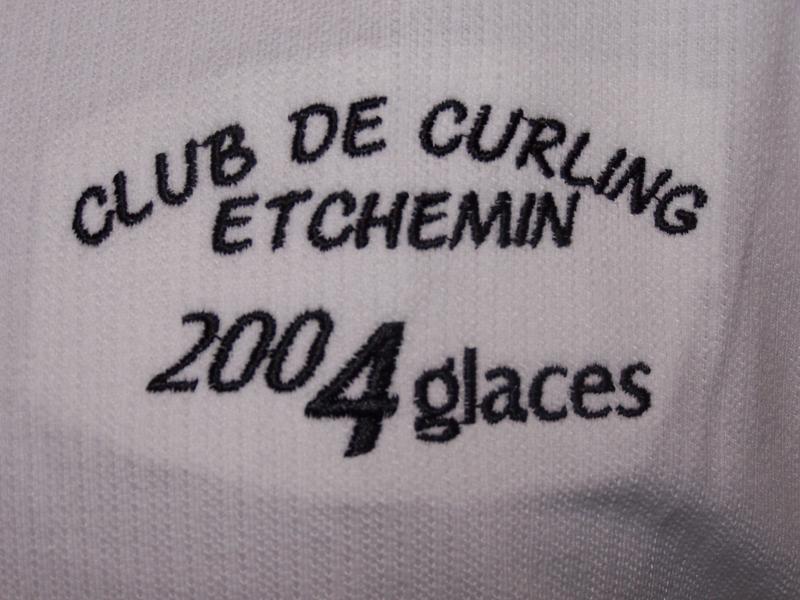 CLUB DE CURLING
ETCHEMIN
2004 glaces